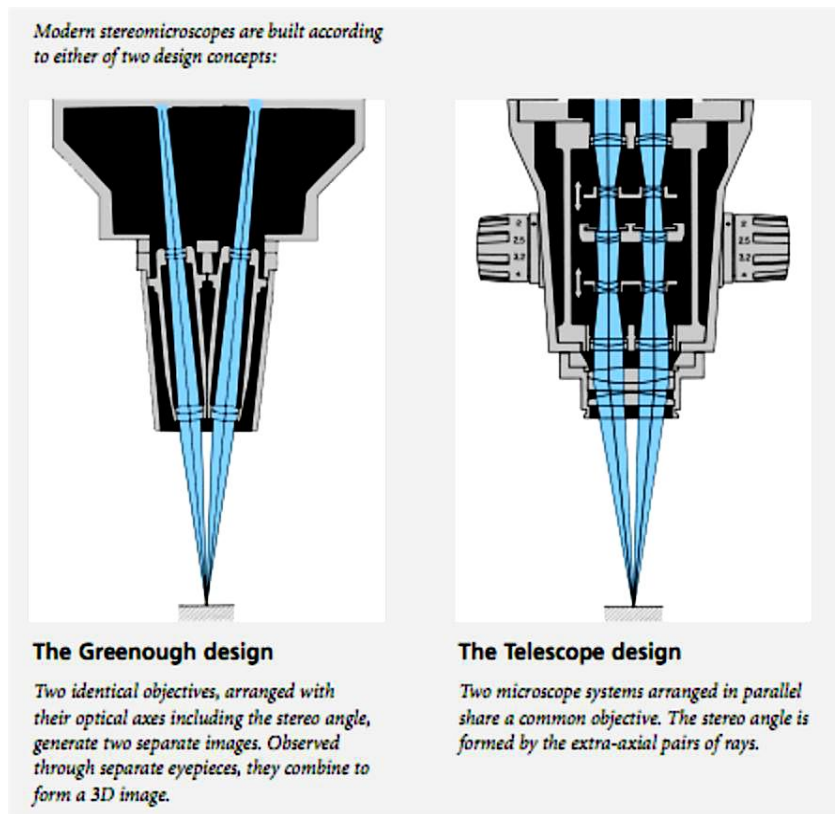 Modern stereomicroscopes are built according
to either of two design concepts:
2
2.5
3.2
4
2
2.5
3.2
4
The Greenough design
Two identical objectives, arranged with
their optical axes including the stereo angle,
generate two separate images. Observed
through separate eyepieces, they combine to
form a 3D image.
The Telescope design
Two microscope systems arranged in parallel
share a common objective. The stereo angle is
formed by the extra-axial pairs of rays.